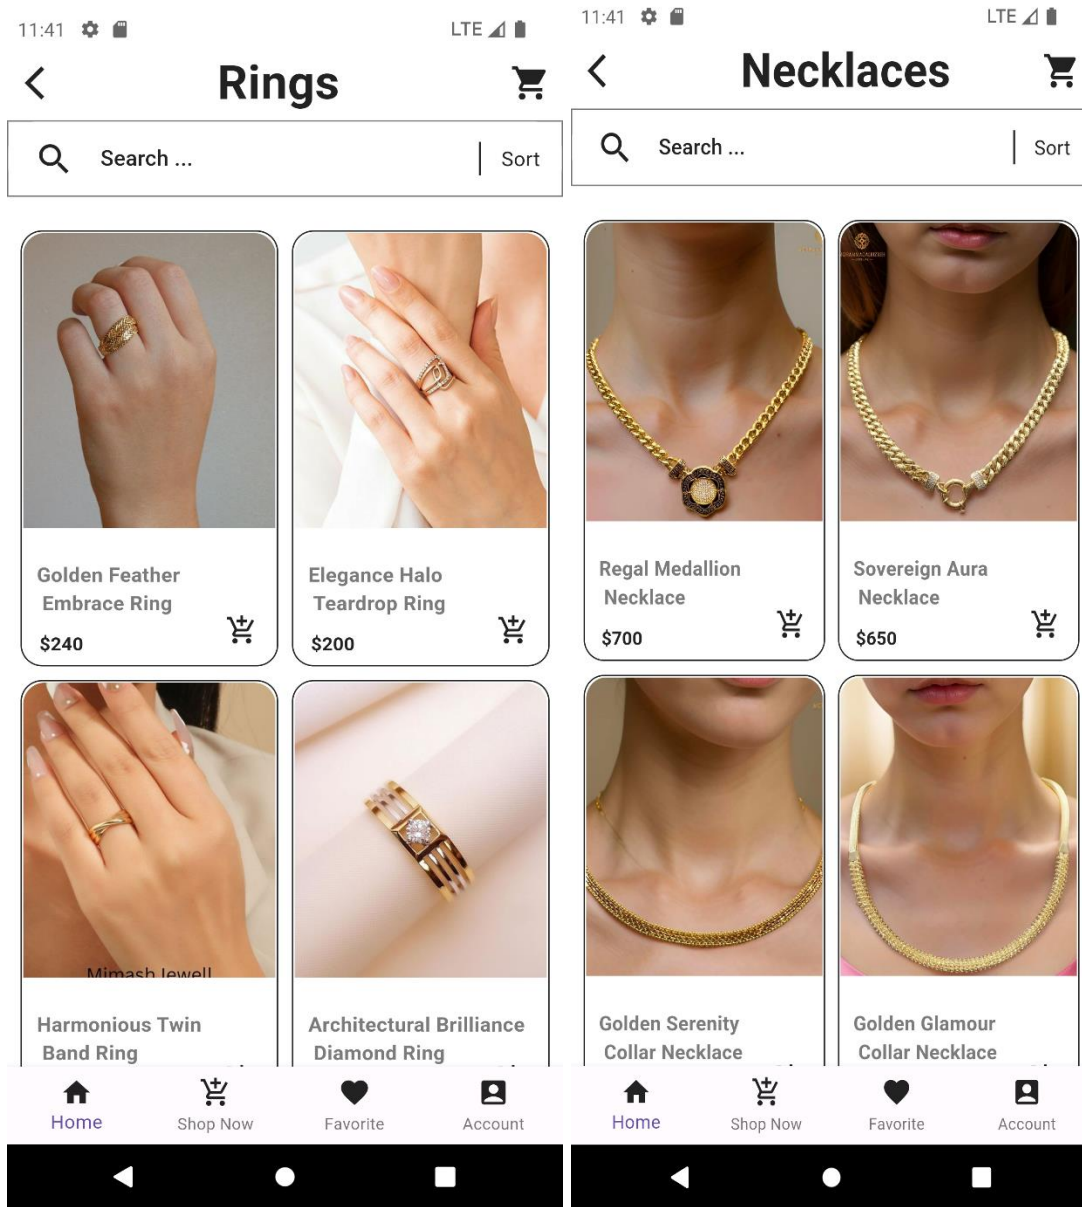 11:41
LTE
Rings
Search ...
Sort
Golden Feather
Embrace Ring
$240
Elegance Halo
Teardrop Ring
$200
Mimash Jewell
Harmonious Twin
Band Ring
Architectural Brilliance
Diamond Ring
Home
Shop Now
Favorite
Account
11:41
LTE
Necklaces
Search ...
Sort
Regal Medallion
Necklace
$700
Sovereign Aura
Necklace
$650
Golden Serenity
Collar Necklace
Golden Glamour
Collar Necklace
Home
Shop Now
Favorite
Account